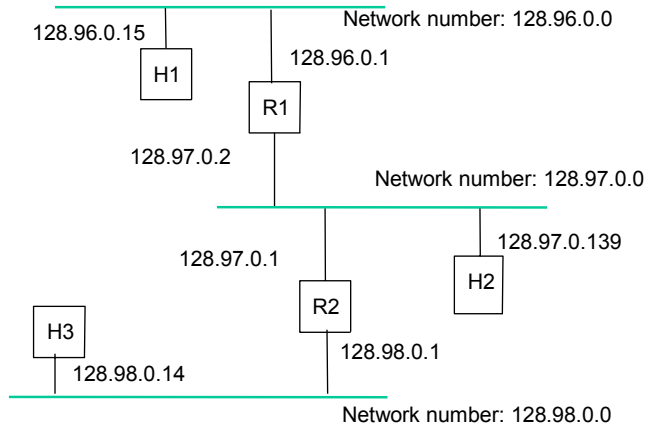 Network number: 128.96.0.0
128.96.0.15
128.96.0.1
H1
R1
128.97.0.2
Network number: 128.97.0.0
128.97.0.139
128.97.0.1
H2
R2
H3
128.98.0.1
128.98.0.14
Network number: 128.98.0.0